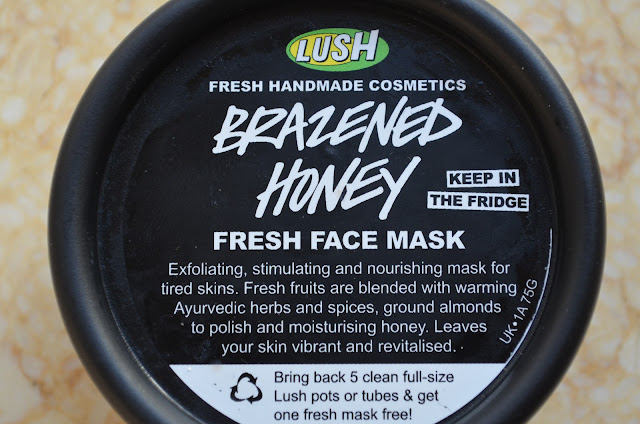 LUSH
FRESH HANDMADE COSMETICS
BRAZENED
HONEY
KEEP IN
THE FRIDGE
FRESH FACE MASK
Exfoliating, stimulating and nourishing mask for
tired skins. Fresh fruits are blended with warming
Ayurvedic herbs and spices, ground almonds
to polish and moisturising honey. Leaves
your skin vibrant and revitalised.
UK•1A 75G
Bring back 5 clean full-size
Lush pots or tubes & get
one fresh mask free!